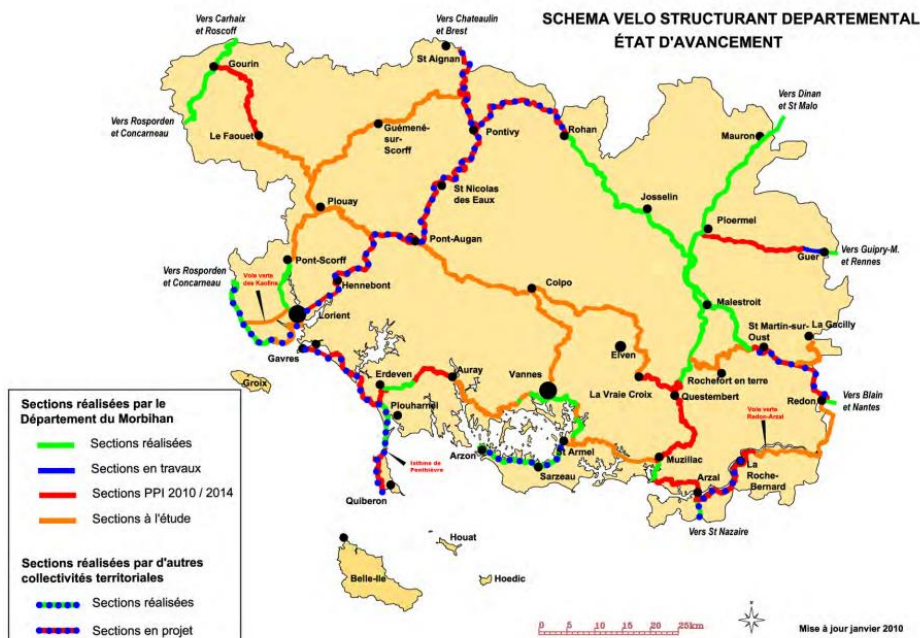 SCHEMA VELO STRUCTURANT DEPARTEMENTAL
ÉTAT D'AVANCEMENT
Vers Carhaix
et Roscoff
Vers Chateaulin
et Brest
St Aignan
Gourin
Vers Rosporden
et Concarneau
Le Faouet
Guémené-
sur-
Scorff
Pontivy
Rohan
Vers Dinan
et St Malo
Mauron
St Nicolas
des Eaux
Josselin
Plouay
Ploermel
Pont-Augan
Guer
Vers Guipry-M.
et Rennes
Pont-Scorff
Vers Rosporden
et Concarneau
Voie verte
des Kaolins
Hennebont
Colpo
Lorient
Malestroit
St Martin-sur-
Oust
La Gacilly
Gavres
Elven
Groix
Erdeven
Auray
Vannes
La Vraie Croix
Rochefort en terre
Questembert
Redon
Vers Blain
et Nantes
Plouharnel
Voie verte
Redon-Arzal
Isthme de
Penthièvre
Arzon
St Armel
Sarzeau
Muzillac
Arzal
La
Roche-
Bernard
Quiberon
Vers St Nazaire
Houat
Belle-Ile
Hoedic
Sections réalisées par le
Département du Morbihan
Sections réalisées
Sections en travaux
Sections PPI 2010 / 2014
Sections à l'étude
Sections réalisées par d'autres
collectivités territoriales
Sections réalisées
Sections en projet
0 5 10 15 20 25km
Mise à jour janvier 2010